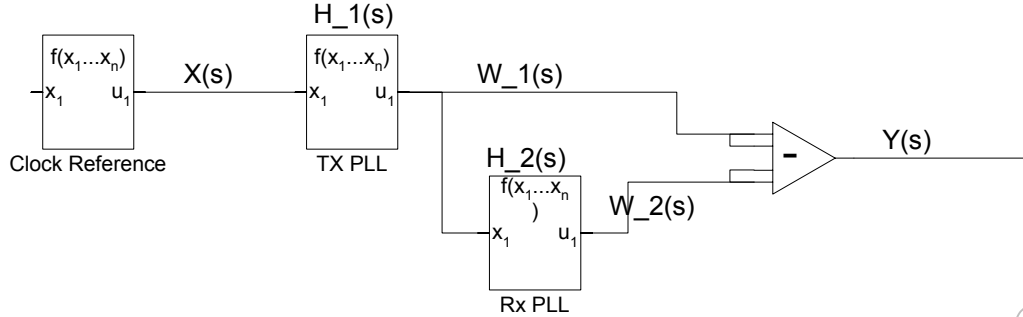 H_1(s)
f(x₁...xₙ)
x₁
u₁
Clock Reference
X(s)
f(x₁...xₙ)
x₁
u₁
TX PLL
W_1(s)
H_2(s)
f(x₁...xₙ
)
x₁
u₁
Rx PLL
W_2(s)
-
Y(s)